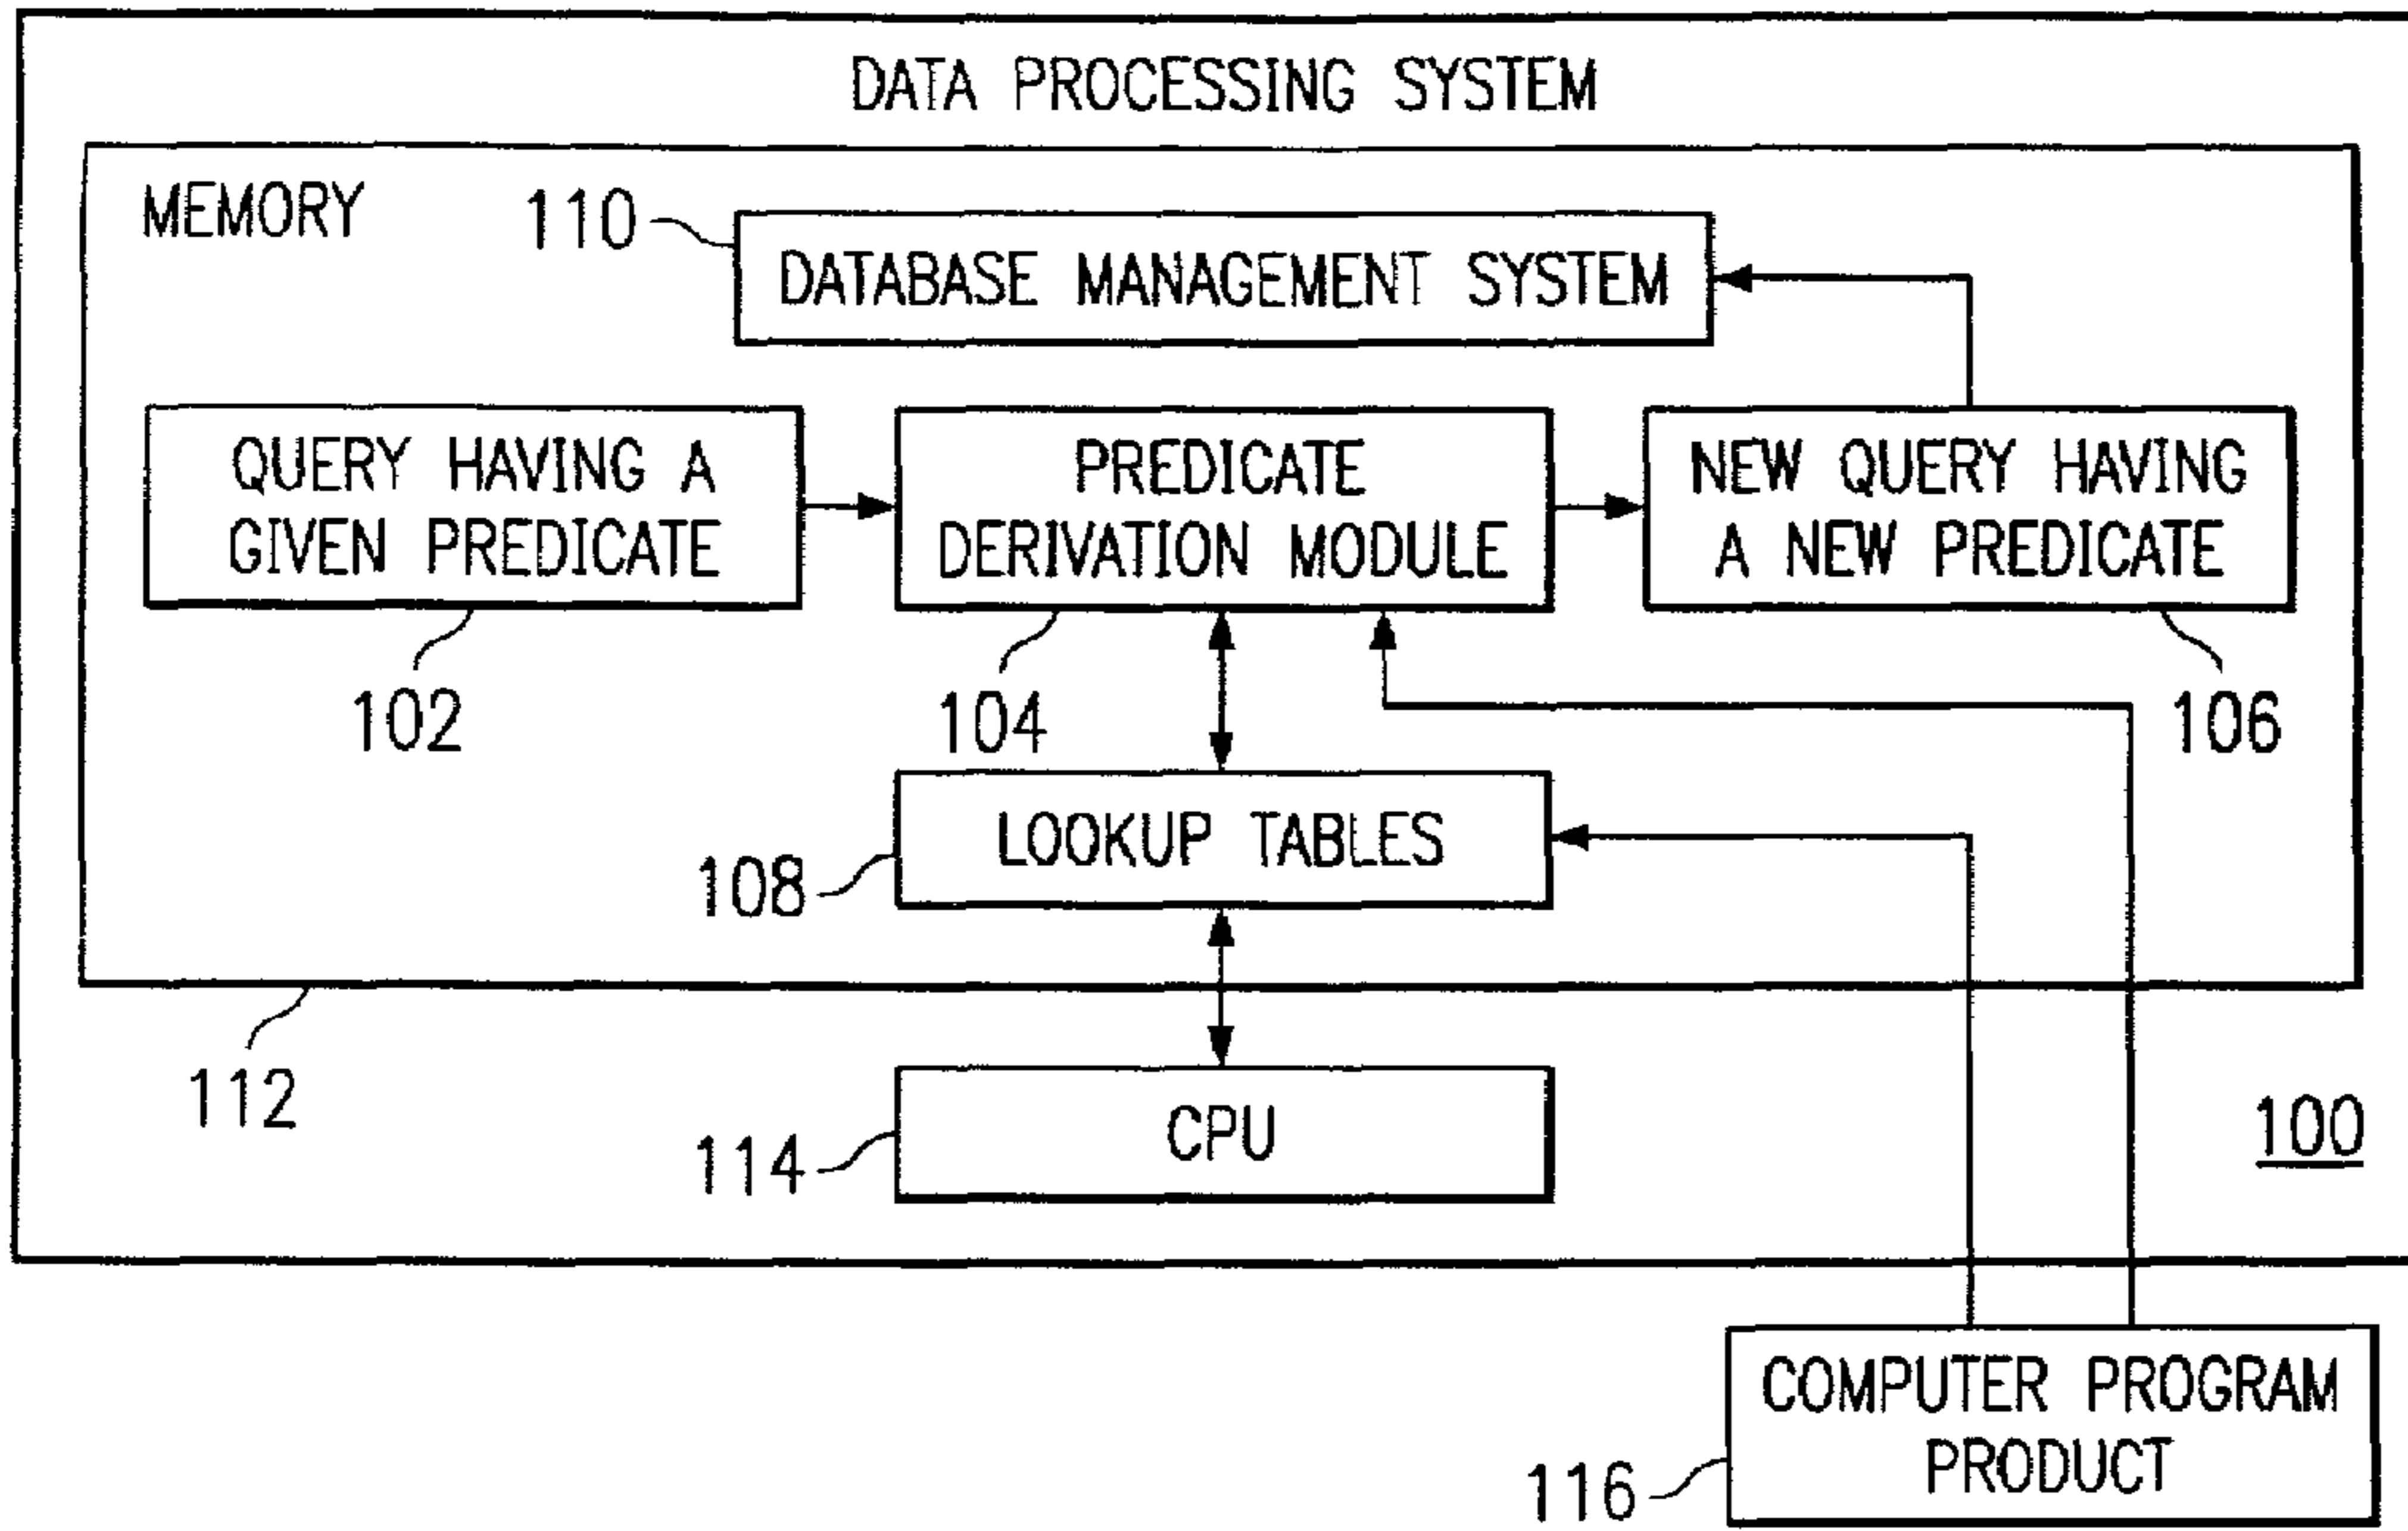 DATA PROCESSING SYSTEM
MEMORY
110
DATABASE MANAGEMENT SYSTEM
QUERY HAVING A
GIVEN PREDICATE
PREDICATE
DERIVATION MODULE
NEW QUERY HAVING
A NEW PREDICATE
102
104
106
LOOKUP TABLES
108
112
CPU
114
100
COMPUTER PROGRAM
PRODUCT
116